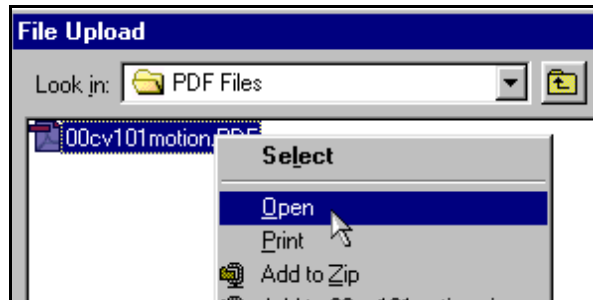 File Upload
Look in: PDF Files
00cv101motion.PDF
Select
Open
Print
Add to Zip